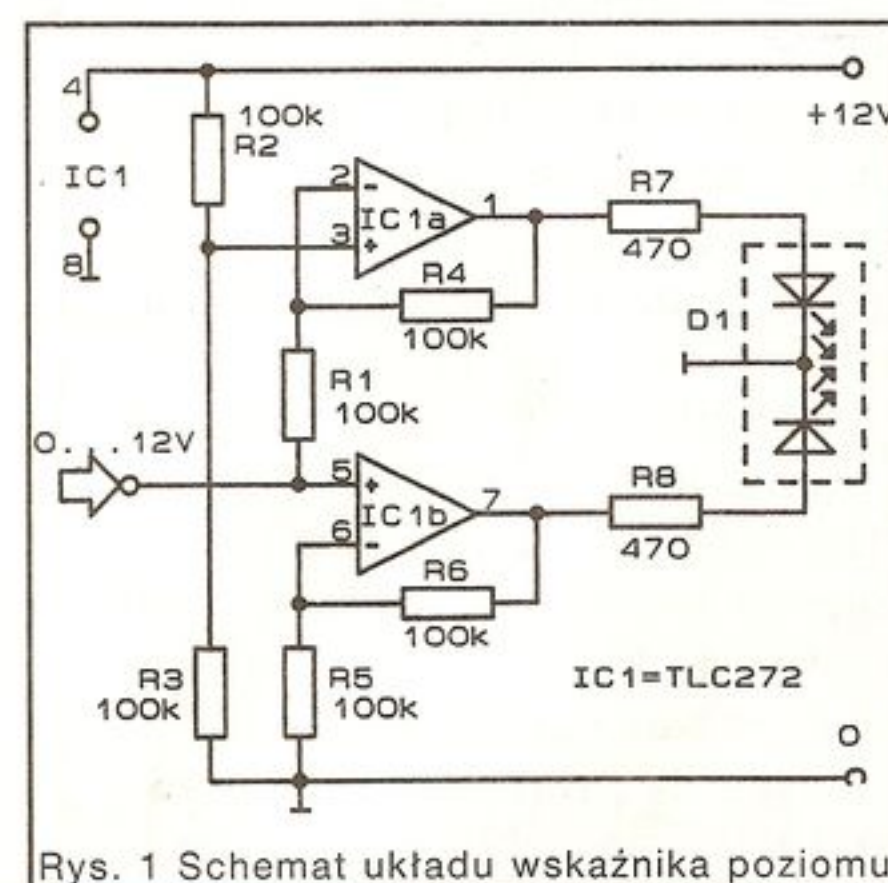 4
100k
R2
+12V
IC1
8
2
3
-
+
IC1a
1
R7
470
R4
100k
D1
R1
100k
0...12V
5
6
+
-
IC1b
7
R8
470
R6
100k
R3
100k
R5
100k
IC1=TLC272
0
Rys. 1 Schemat układu wskaźnika poziomu